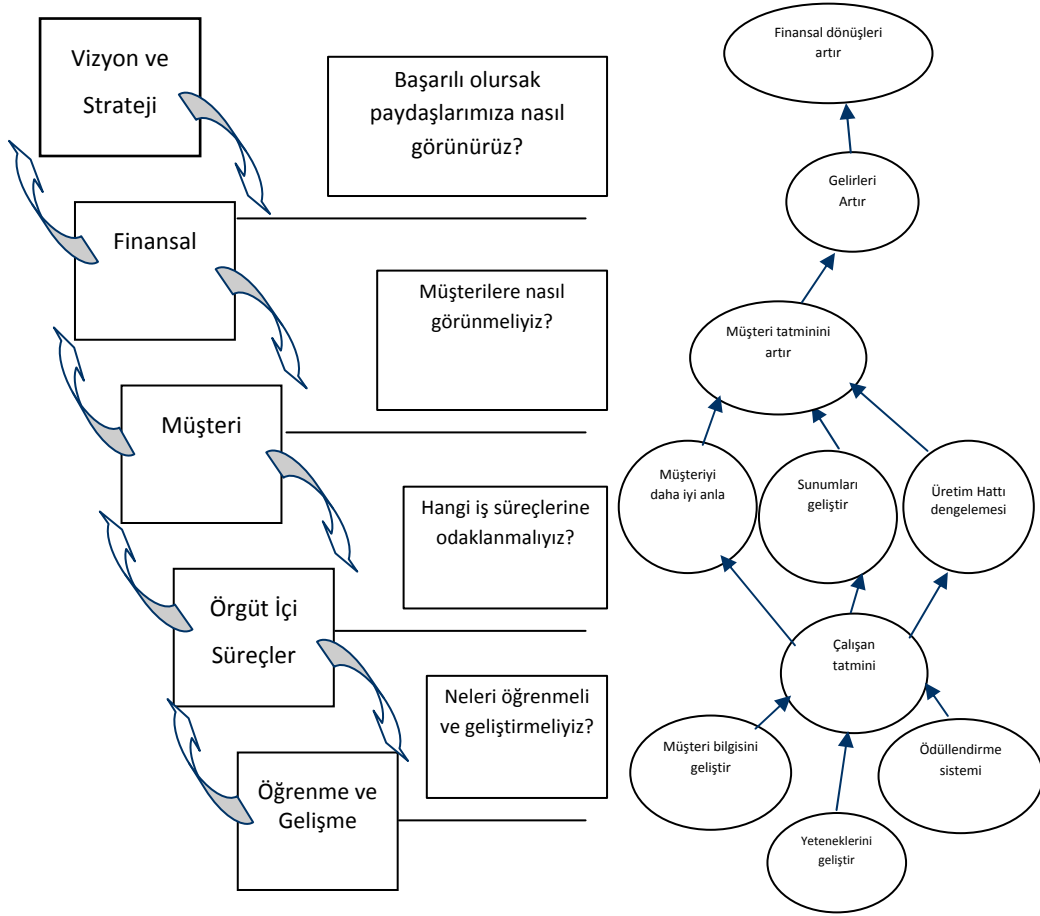 Vizyon ve
Strateji
Başarılı olursak
paydaşlarımıza nasıl
görünürüz?
Finansal
Müşterilere nasıl
görünmeliyiz?
Müşteri
Hangi iş süreçlerine
odaklanmalıyız?
Örgüt İçi
Süreçler
Neleri öğrenmeli
ve geliştirmeliyiz?
Öğrenme ve
Gelişme
Finansal dönüşleri
artır
Gelirleri
Artır
Müşteri tatminini
artır
Müşteriyi
daha iyi anla
Sunumları
geliştir
Üretim Hattı
dengelemesi
Çalışan
tatmini
Müşteri bilgisini
geliştir
Ödüllendirme
sistemi
Yeteneklerini
geliştir